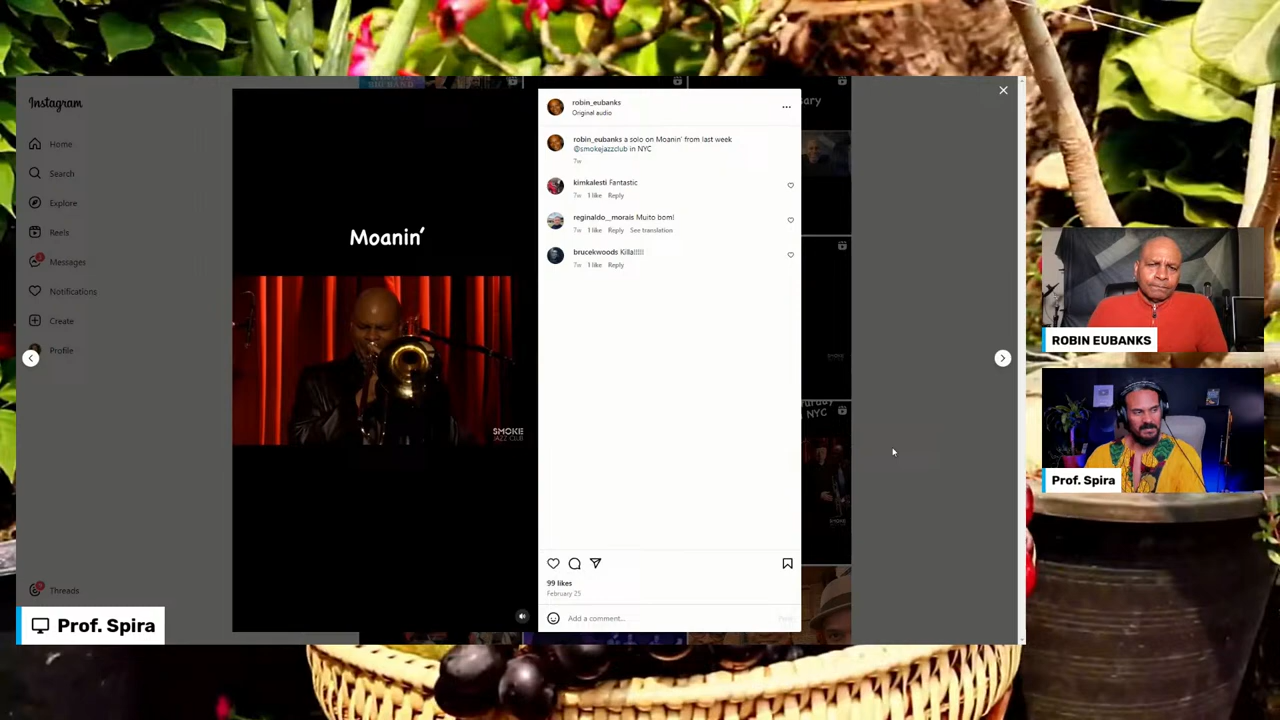 Instagram
Home
Search
Explore
Reels
Messages
Notifications
Create
Profile
Threads
Moanin'
SMOKE
JAZZ CLUB
robin_eubanks
Original audio
robin_eubanks a solo on Moanin' from last week
@smokejazzclub in NYC
7w
kimkalesti Fantastic
7w 1 like Reply
reginaldo__morais Muito bom!
7w 1 like Reply See translation
brucekwoods Killa!!!!!
7w 1 like Reply
99 likes
February 25
Add a comment...
Post
NYC
ROBIN EUBANKS
Prof. Spira
Prof. Spira